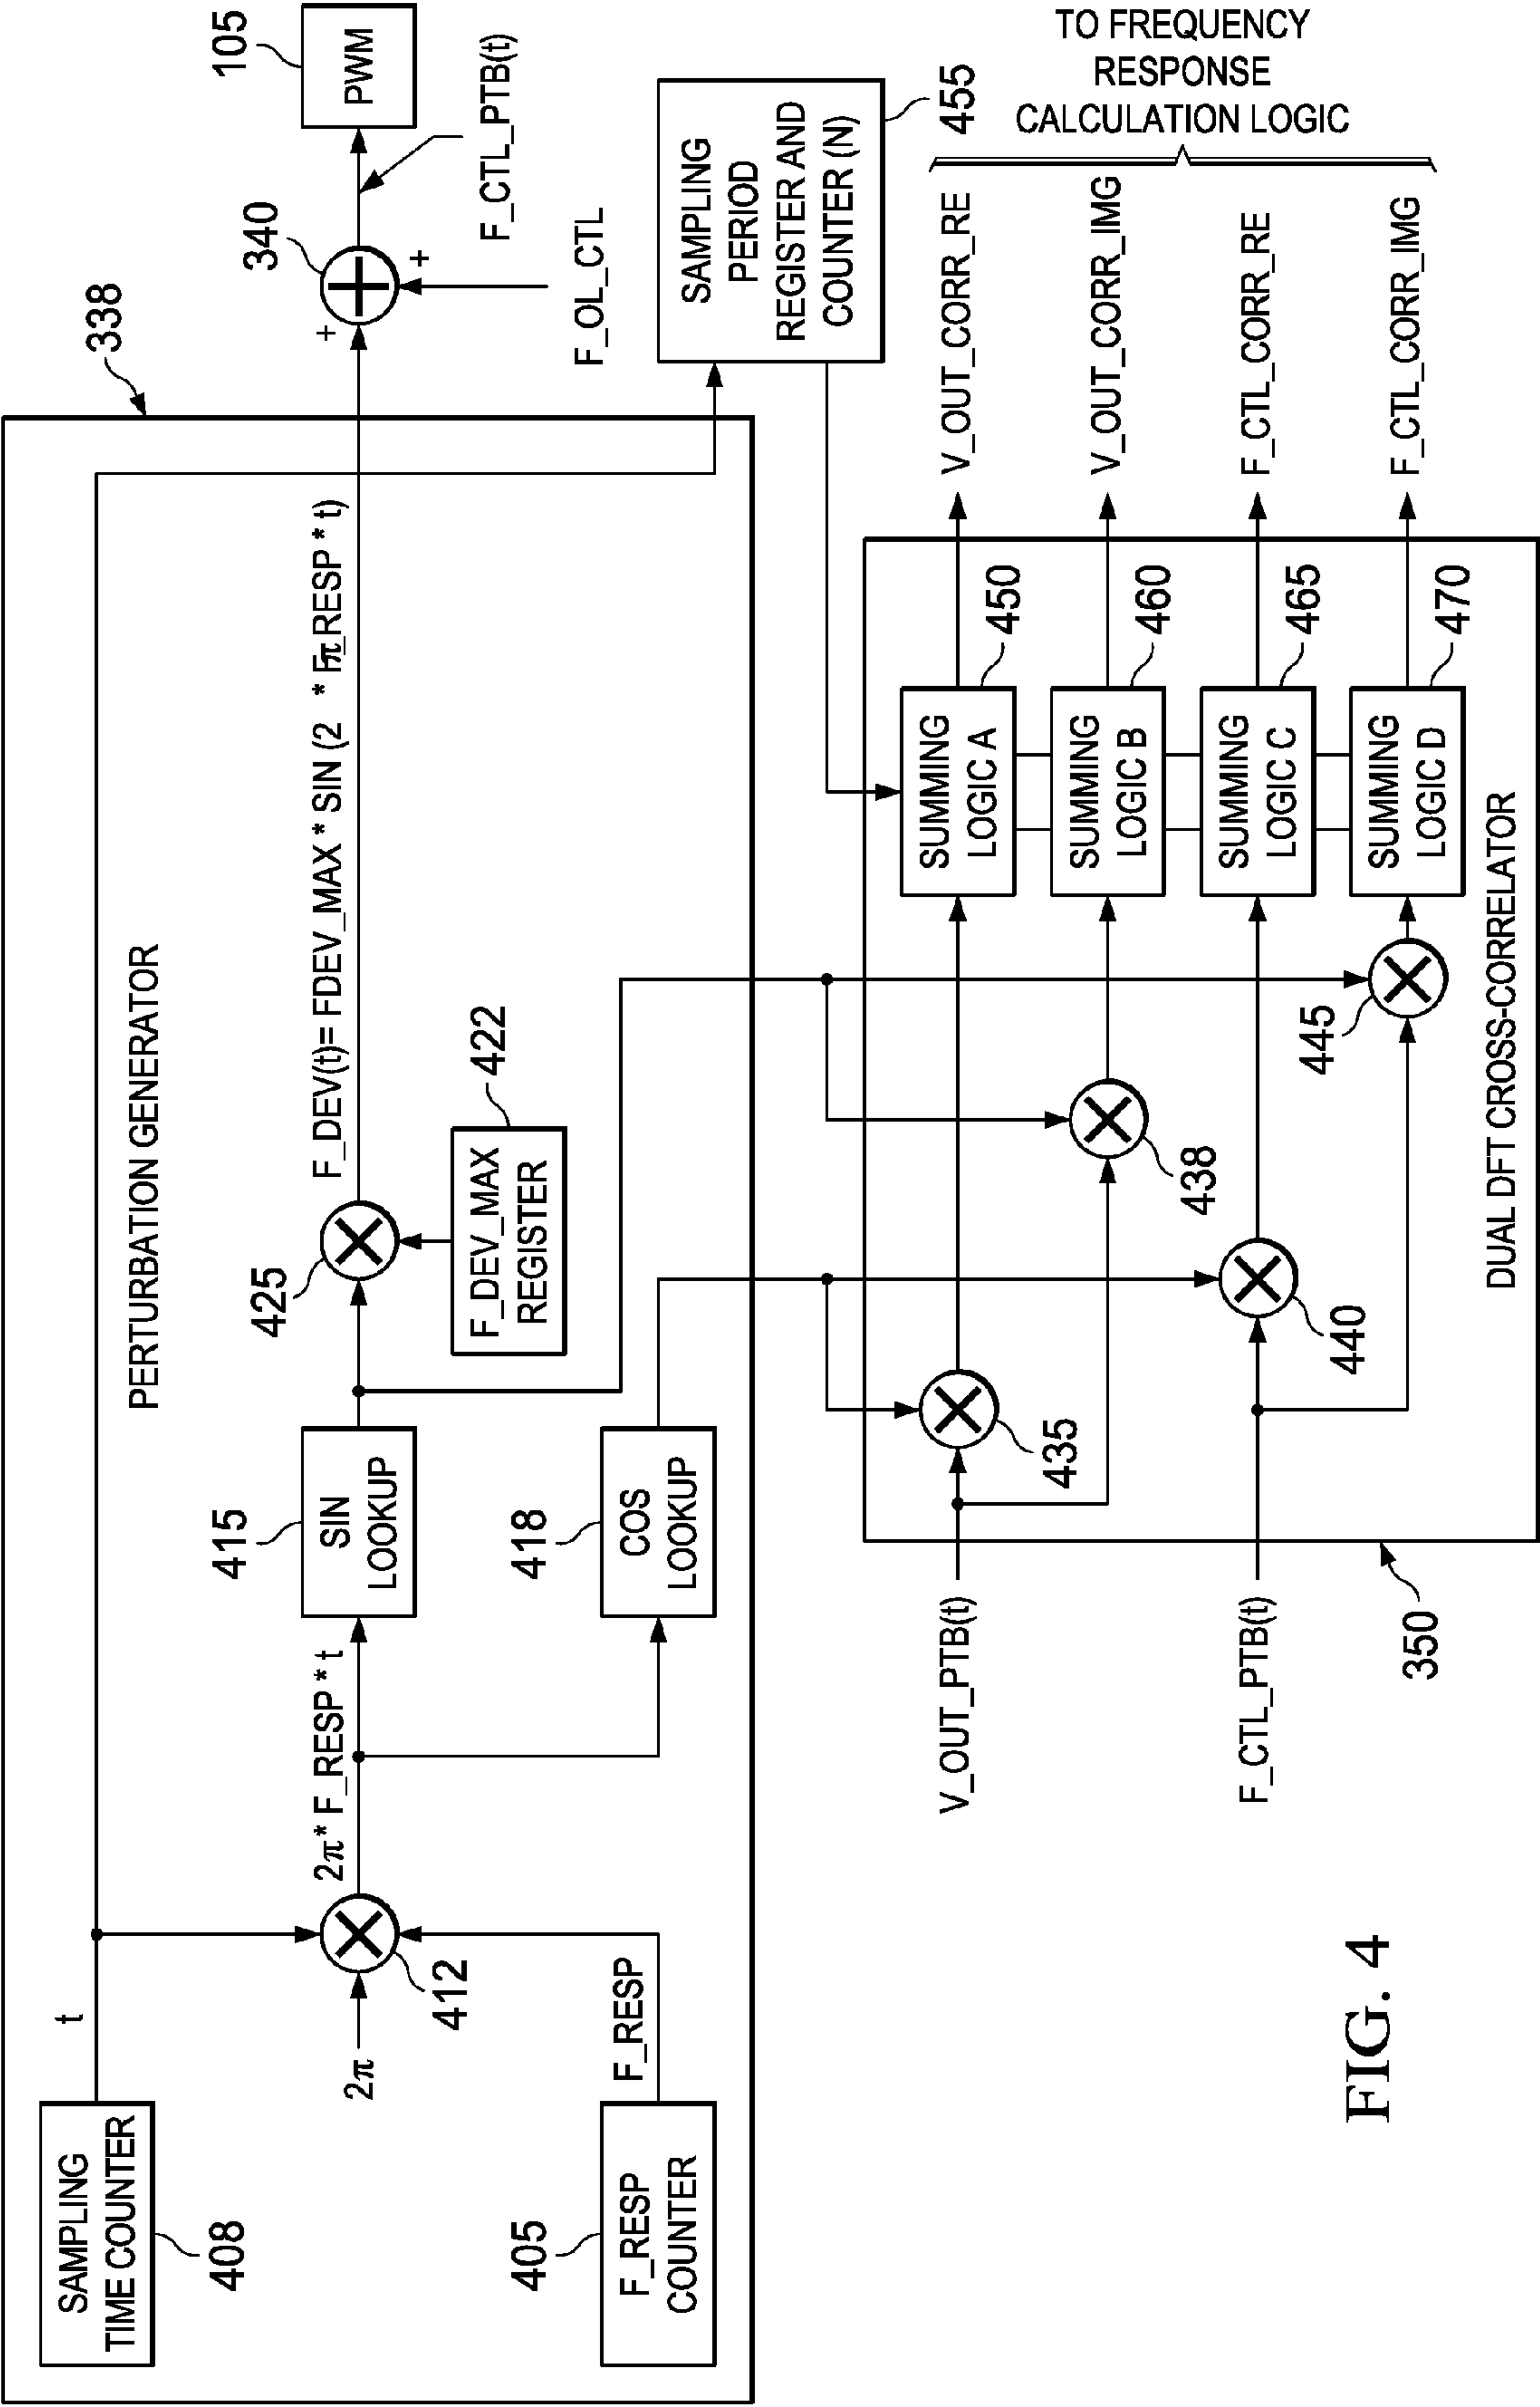 PERTURBATION GENERATOR
338
SAMPLING
TIME COUNTER
408
t
2π
412
2π* F_RESP * t
F_RESP
F_RESP
COUNTER
405
SIN
LOOKUP
415
COS
LOOKUP
418
425
F_DEV_MAX
REGISTER
422
F_DEV(t)= FDEV_MAX * SIN (2 * Fπ_RESP * t)
+
+
340
F_OL_CTL
F_CTL_PTB(t)
PWM
105
SAMPLING
PERIOD
REGISTER AND
COUNTER (N)
455
V_OUT_PTB(t)
F_CTL_PTB(t)
350
435
438
440
445
SUMMING
LOGIC A
450
SUMMING
LOGIC B
460
SUMMING
LOGIC C
465
SUMMING
LOGIC D
470
DUAL DFT CROSS-CORRELATOR
V_OUT_CORR_RE
V_OUT_CORR_IMG
F_CTL_CORR_RE
F_CTL_CORR_IMG
TO FREQUENCY
RESPONSE
CALCULATION LOGIC
FIG. 4